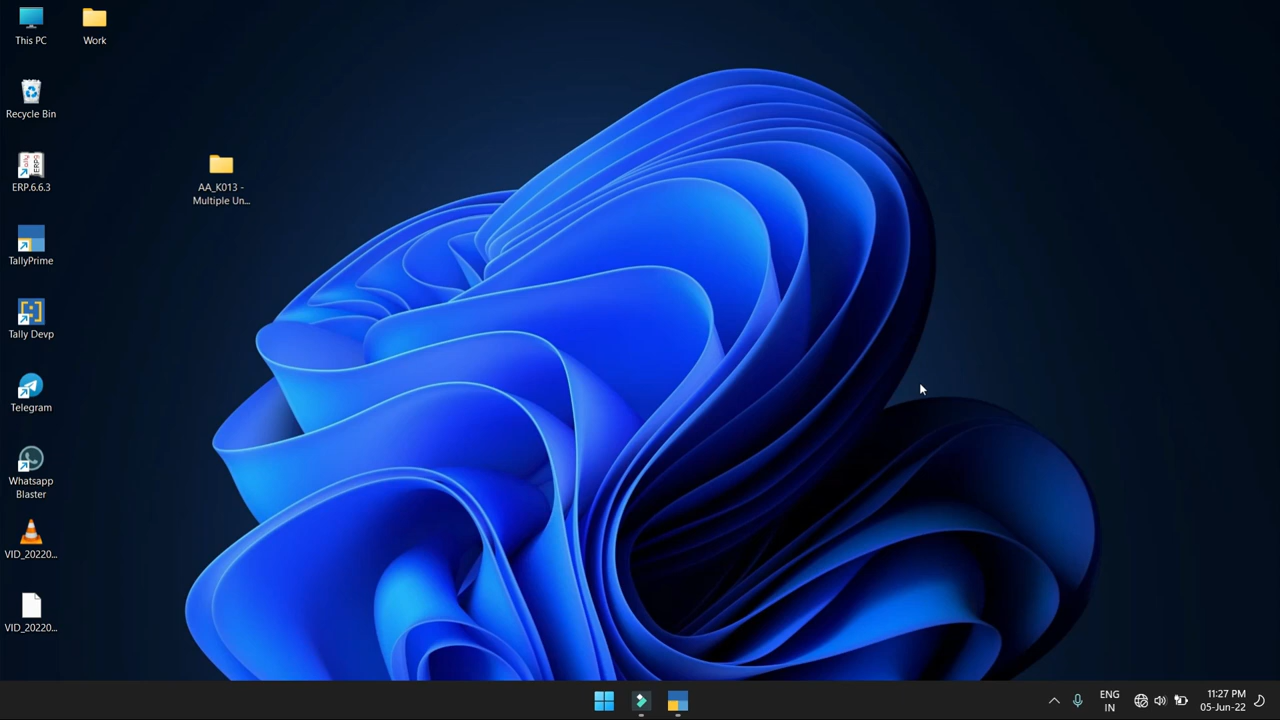 This PC
Work
Recycle Bin
AA_K013 -
Multiple Un...
ERP.6.6.3
TallyPrime
Tally Devp
Telegram
Whatsapp
Blaster
VID_20220...
VID_20220...
ENG
IN
11:27 PM
05-Jun-22